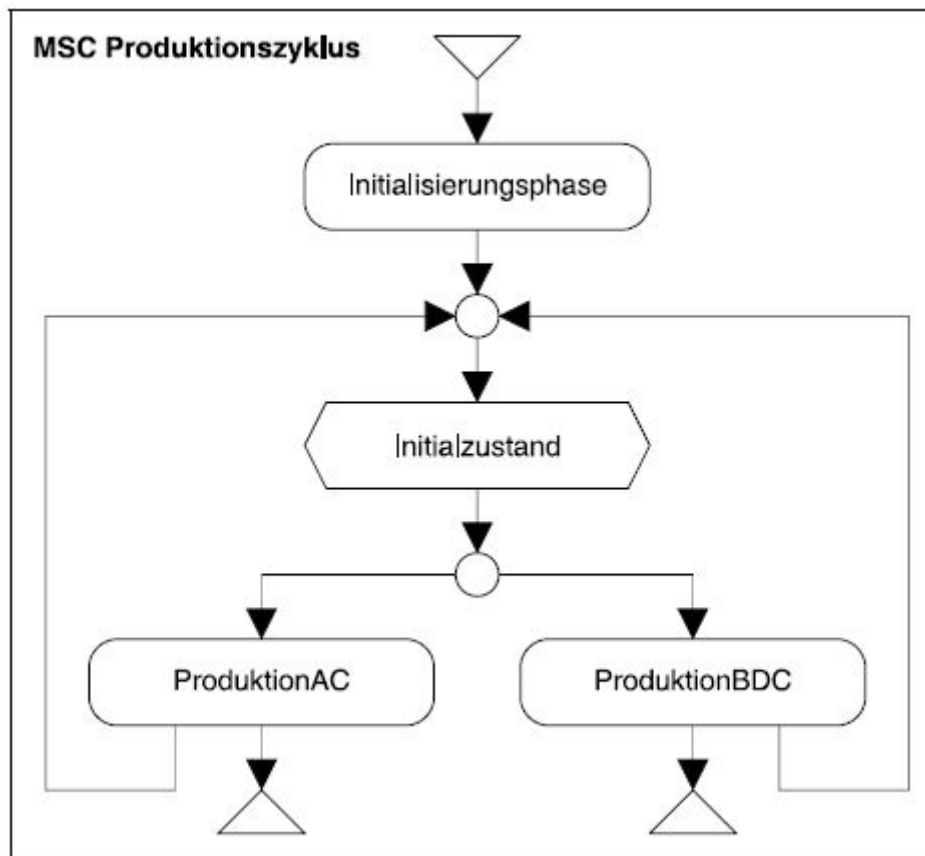 MSC Produktionszyklus
Initialisierungsphase
Initialzustand
ProduktionAC
ProduktionBDC